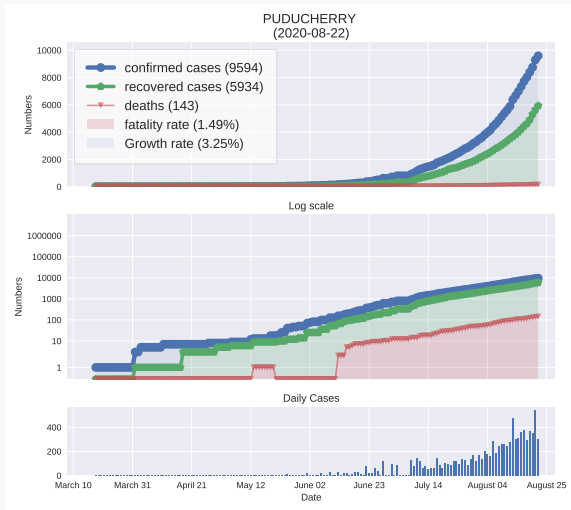 PUDUCHERRY
(2020-08-22)
10000
8000
6000
4000
2000
0
Numbers
confirmed cases (9594)
recovered cases (5934)
deaths (143)
fatality rate (1.49%)
Growth rate (3.25%)
Log scale
1000000
100000
10000
1000
100
10
1
Numbers
Daily Cases
400
200
0
March 10 March 31 April 21 May 12 June 02 June 23 July 14 August 04 August 25
Date